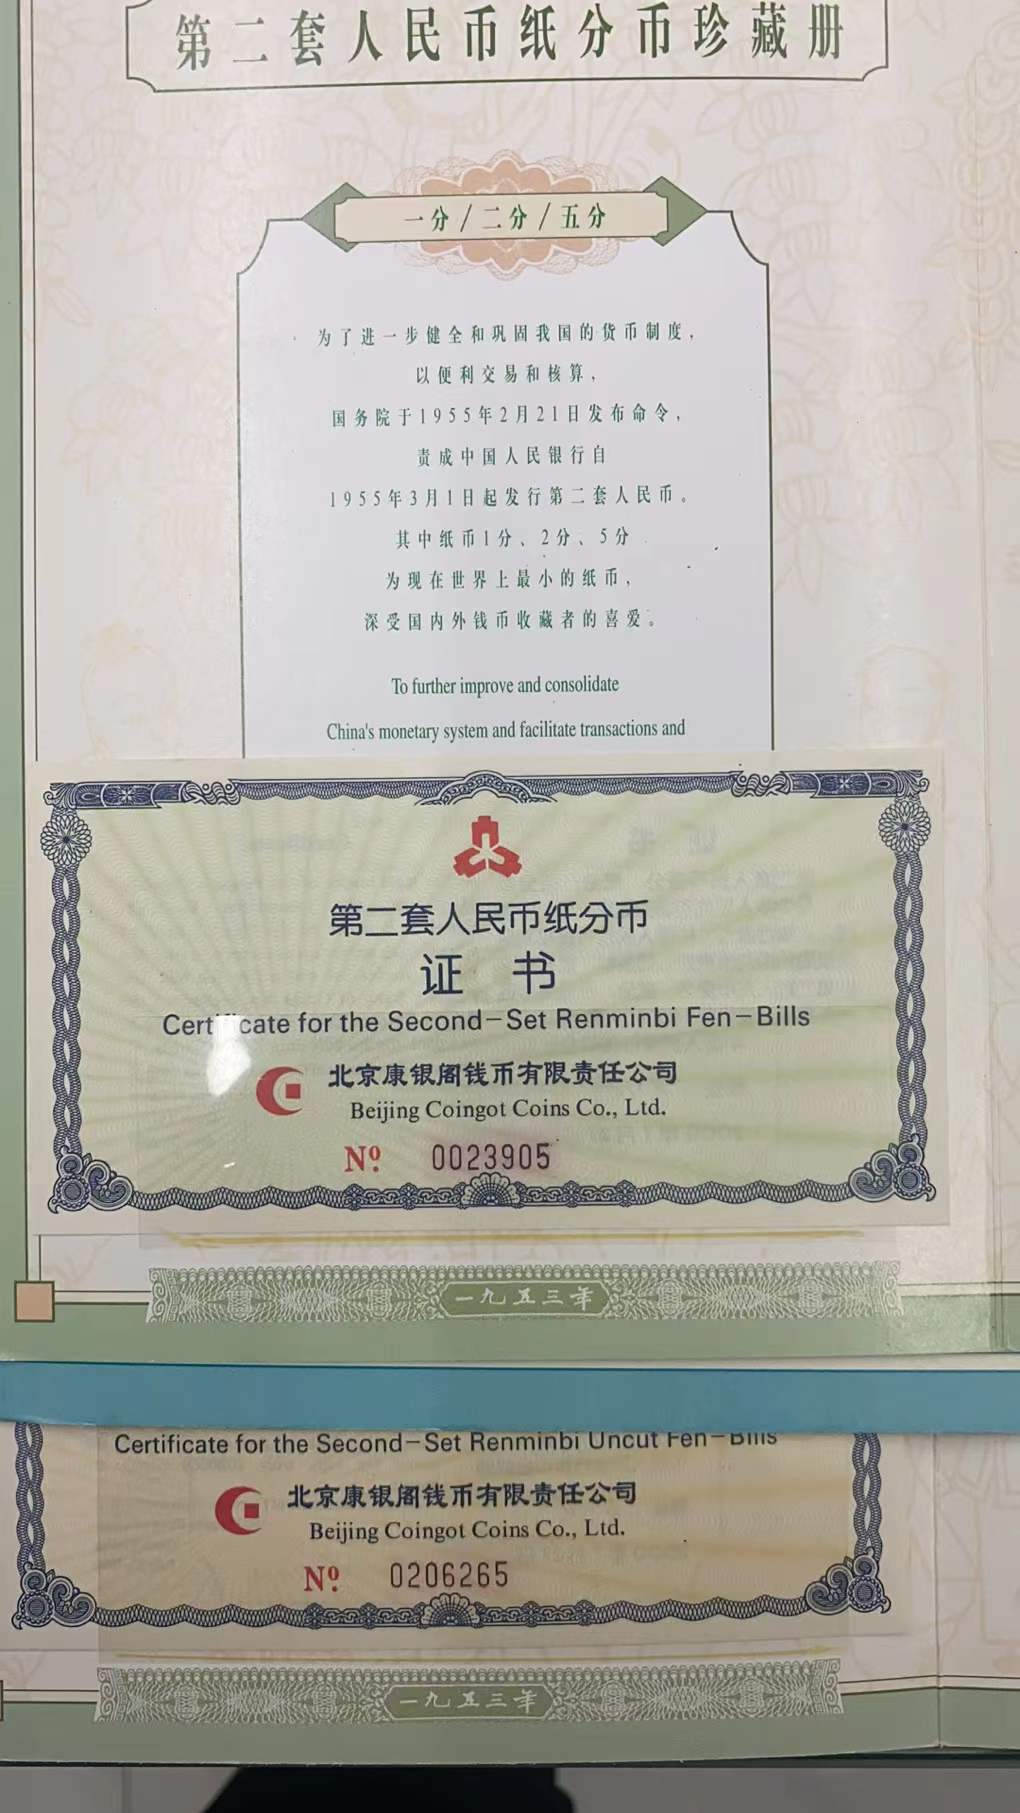 第二套人民币纸分币珍藏册
一分/二分/五分
为了进一步健全和巩固我国的货币制度，
以便利交易和核算，
国务院于1955年2月21日发布命令，
责成中国人民银行自
1955年3月1日起发行第二套人民币。
其中纸币1分、2分、5分
为现在世界上最小的纸币，
深受国内外钱币收藏者的喜爱。
To further improve and consolidate
China's monetary system and facilitate transactions and
第二套人民币纸分币
证 书
Certificate for the Second-Set Renminbi Fen-Bills
北京康银阁钱币有限责任公司
Beijing Coingot Coins Co., Ltd.
Nº 0023905
一九五三年
Certificate for the Second-Set Renminbi Uncut Fen-Bills
北京康银阁钱币有限责任公司
Beijing Coingot Coins Co., Ltd.
Nº 0206265
一九五三年